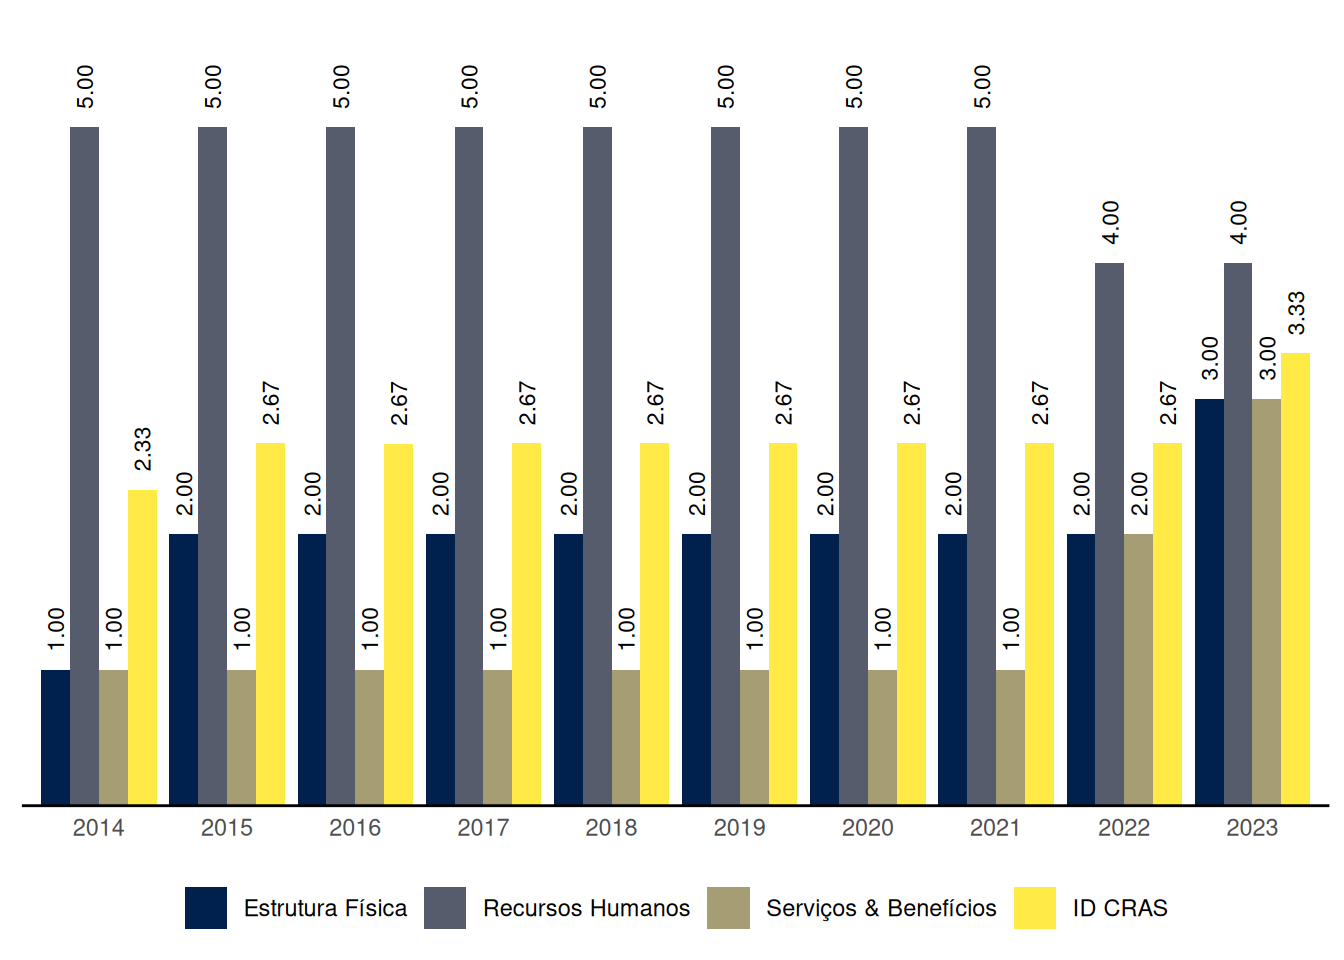 5.00 5.00 5.00 5.00 5.00 5.00 5.00 5.00
4.00 4.00
3.33
3.00 3.00
2.67 2.67 2.67 2.67 2.67 2.67 2.67 2.67
2.33
2.00 2.00 2.00 2.00 2.00 2.00 2.00 2.00 2.00
1.00 1.00 1.00 1.00 1.00 1.00 1.00 1.00 1.00
2014 2015 2016 2017 2018 2019 2020 2021 2022 2023
Estrutura Física Recursos Humanos Serviços & Benefícios ID CRAS